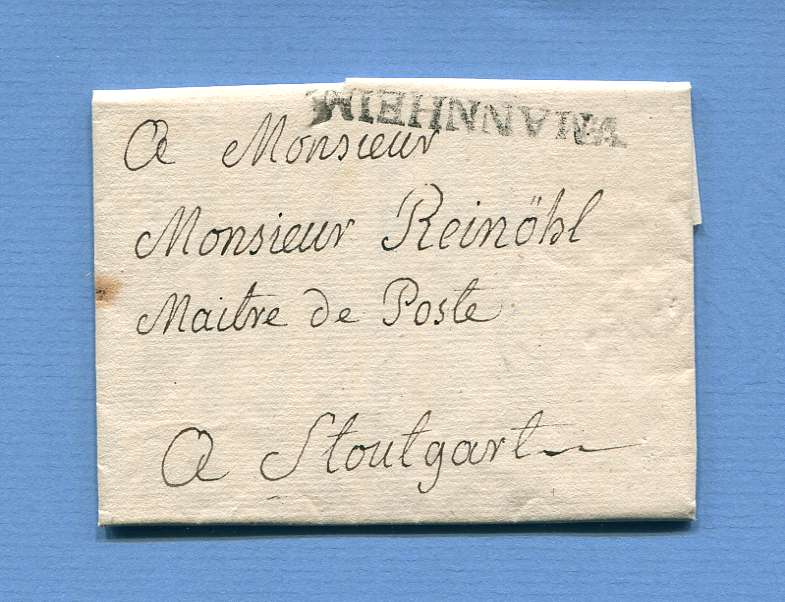 MANNHEIM
A Monsieur
Monsieur Reinöhl
Maitre de Poste
A Stoutgart